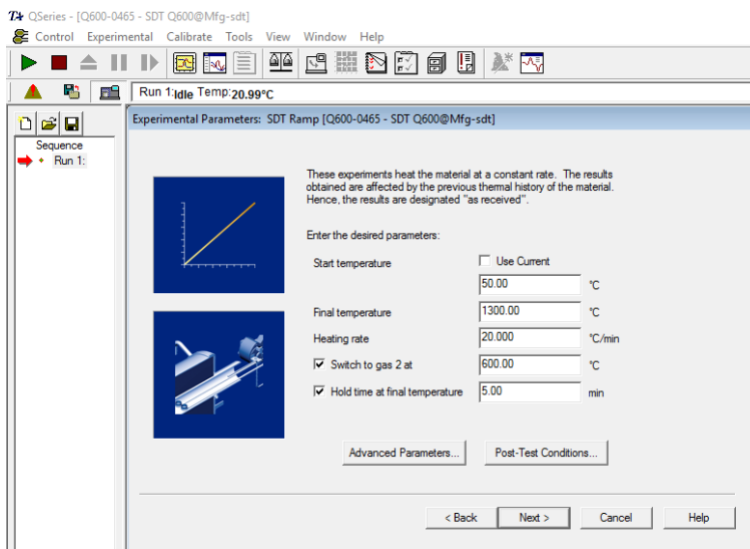 TA QSeries - [Q600-0465 - SDT Q600@Mfg-sdt]
Control Experimental Calibrate Tools View Window Help
Run 1:Idle Temp:20.99°C
Experimental Parameters: SDT Ramp [Q600-0465 - SDT Q600@Mfg-sdt]
Sequence
Run 1:
These experiments heat the material at a constant rate. The results
obtained are affected by the previous thermal history of the material.
Hence, the results are designated "as received".
Enter the desired parameters:
Start temperature Use Current
50.00 °C
Final temperature 1300.00 °C
Heating rate 20.000 °C/min
Switch to gas 2 at 600.00 °C
Hold time at final temperature 5.00 min
Advanced Parameters... Post-Test Conditions...
< Back Next > Cancel Help